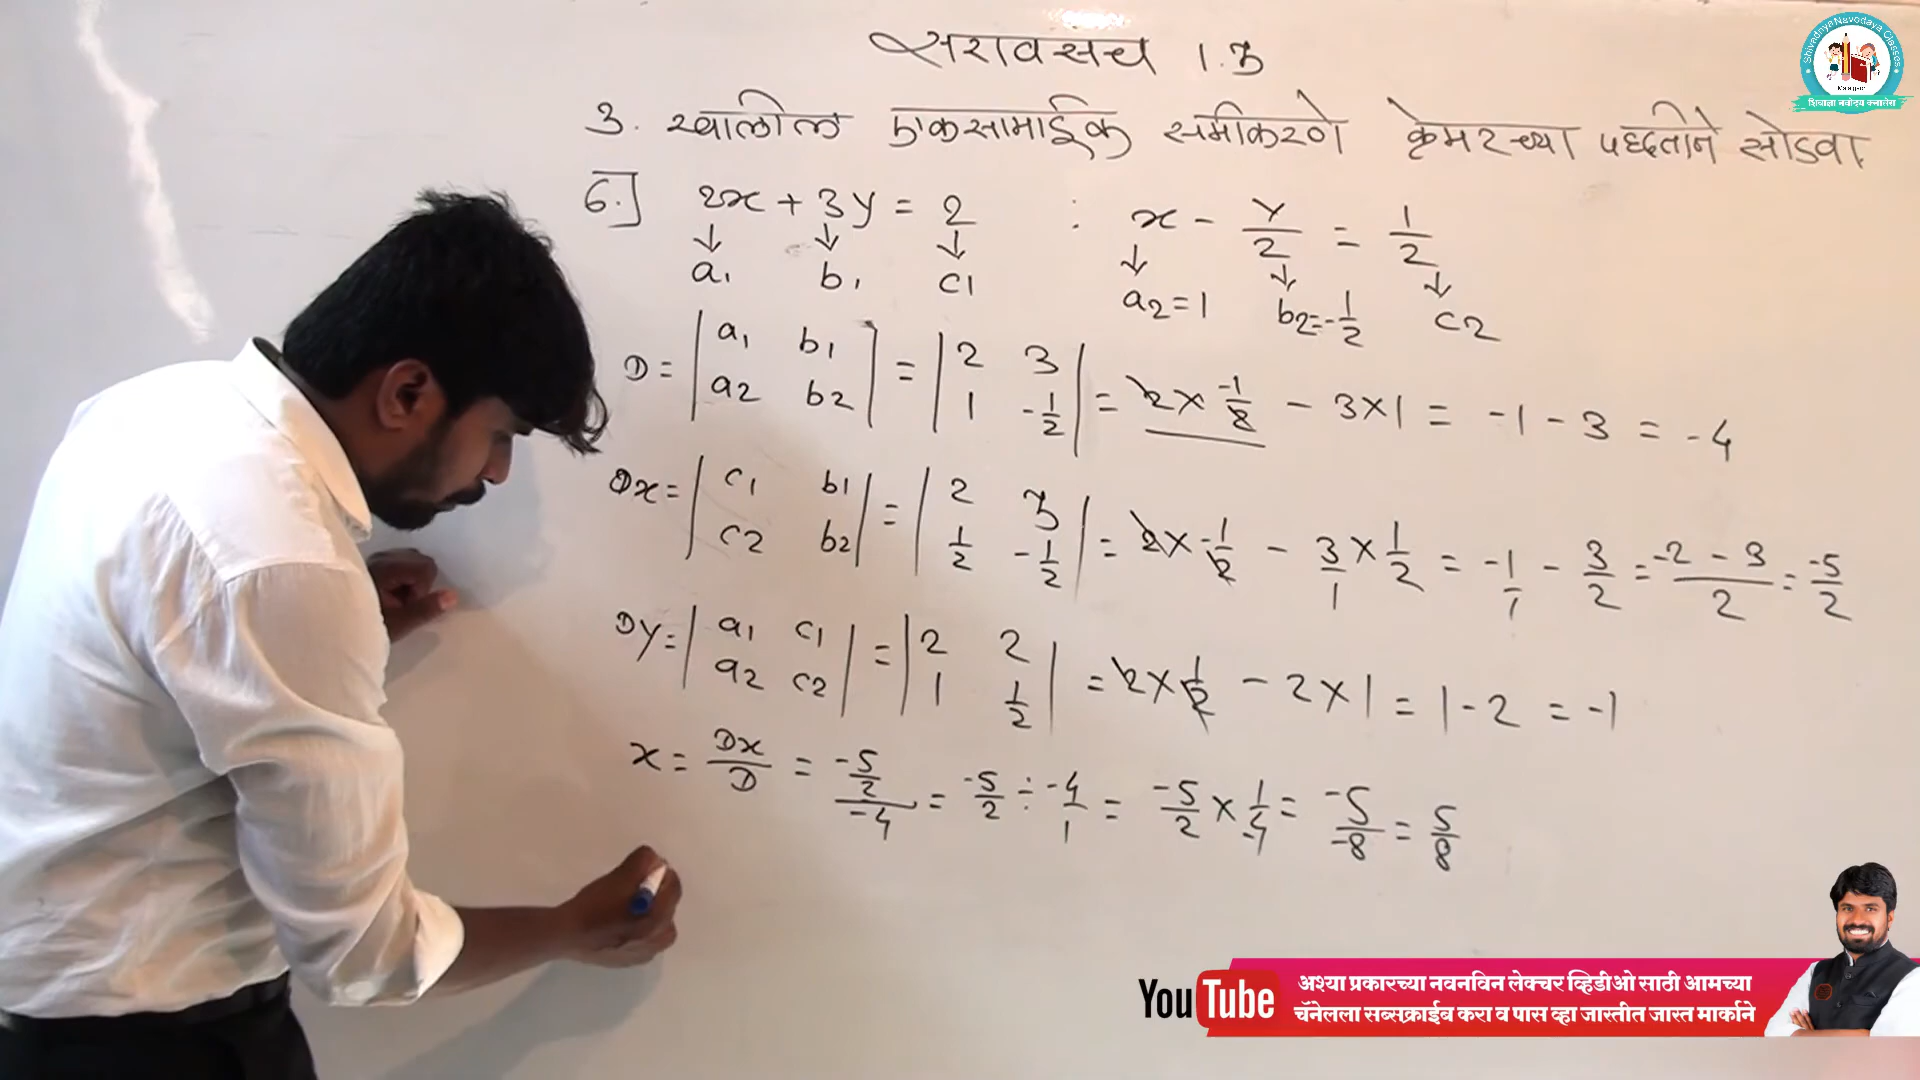 सरावसंच 1.3
3. खालील एकसामाईक समीकरणे क्रेमरच्या पद्धतीने सोडवा.
6.] 2x + 3y = 2 ; x - y/2 = 1/2
↓ ↓ ↓ ↓ ↓ ↓
a1 b1 c1 a2=1 b2=-1/2 c2
D = | a1 b1 | = | 2 3 | = 2 × -1/2 - 3×1 = -1 - 3 = -4
| a2 b2 | | 1 -1/2 |
Dx = | c1 b1 | = | 2 3 | = 2 × -1/2 - 3/1 × 1/2 = -1/1 - 3/2 = -2 - 3/2 = -5/2
| c2 b2 | | 1/2 -1/2 |
Dy = | a1 c1 | = | 2 2 | = 2 × 1/2 - 2×1 = 1 - 2 = -1
| a2 c2 | | 1 1/2 |
x = Dx/D = -5/2/-4 = -5/2 ÷ -4/1 = -5/2 × 1/-4 = -5/-8 = 5/8
Shivadnya Navodaya Classes
Malegaon
शिवाज्ञा नवोदय क्लासेस
YouTube
अश्या प्रकारच्या नवनविन लेक्चर व्हिडीओ साठी आमच्या
चॅनेलला सब्सक्राईब करा व पास व्हा जास्तीत जास्त मार्काने